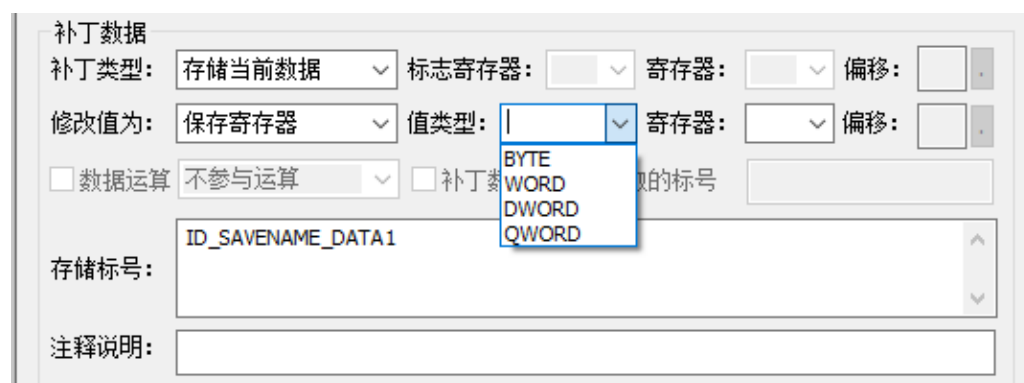 补丁数据
补丁类型： 存储当前数据 标志寄存器： 寄存器： 偏移： .
修改值为： 保存寄存器 值类型： 寄存器： 偏移： .
BYTE
WORD
DWORD
QWORD
数据运算 不参与运算 补丁 的标号
存储标号： ID_SAVENAME_DATA1
注释说明：